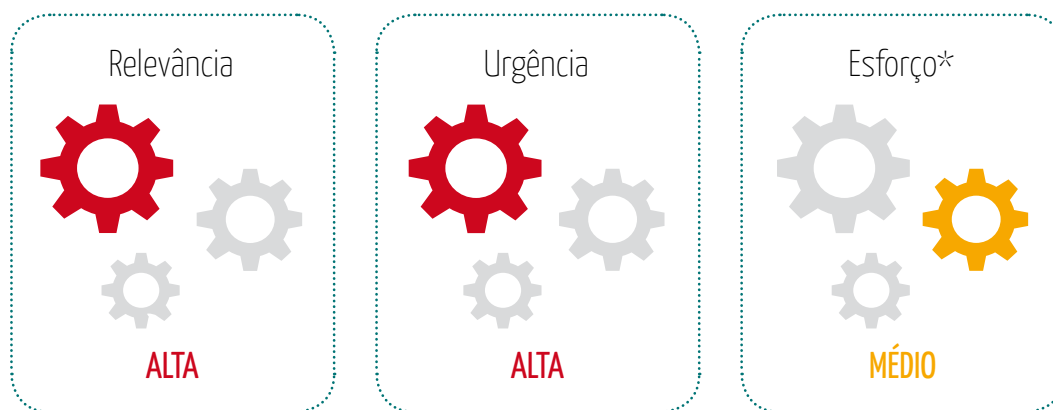 Relevância
ALTA
Urgência
ALTA
Esforço*
MÉDIO